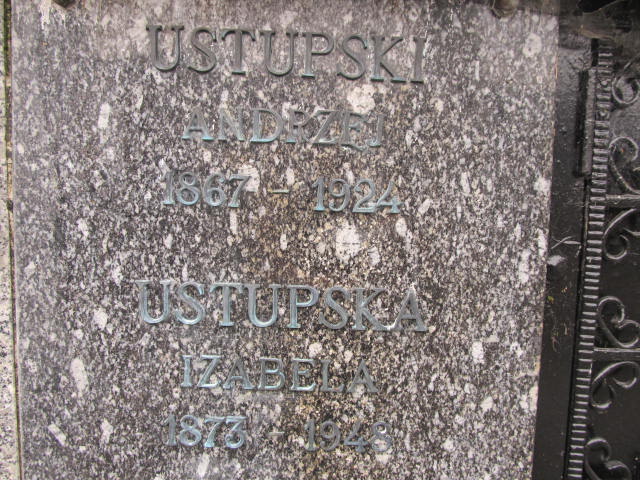 USTUPSKI
ANDRZEJ
1867 - 1924
USTUPSKA
IZABELA
1873 - 1948